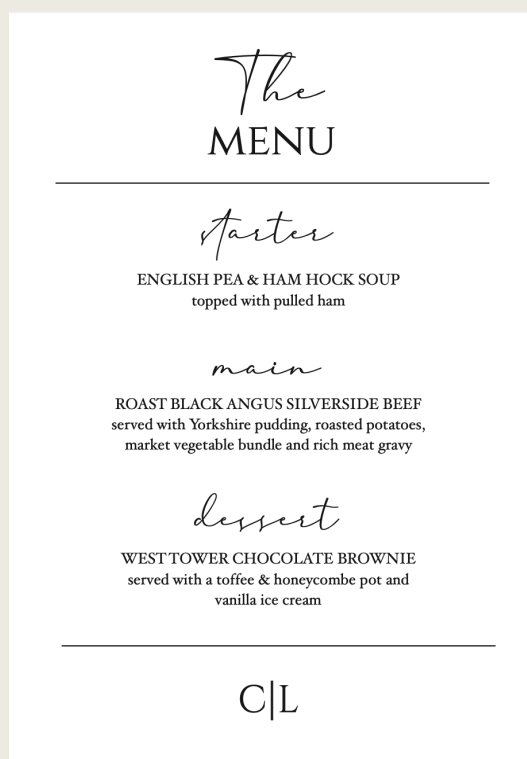 The
MENU
starter
ENGLISH PEA & HAM HOCK SOUP
topped with pulled ham
main
ROAST BLACK ANGUS SILVERSIDE BEEF
served with Yorkshire pudding, roasted potatoes,
market vegetable bundle and rich meat gravy
dessert
WEST TOWER CHOCOLATE BROWNIE
served with a toffee & honeycombe pot and
vanilla ice cream
C|L